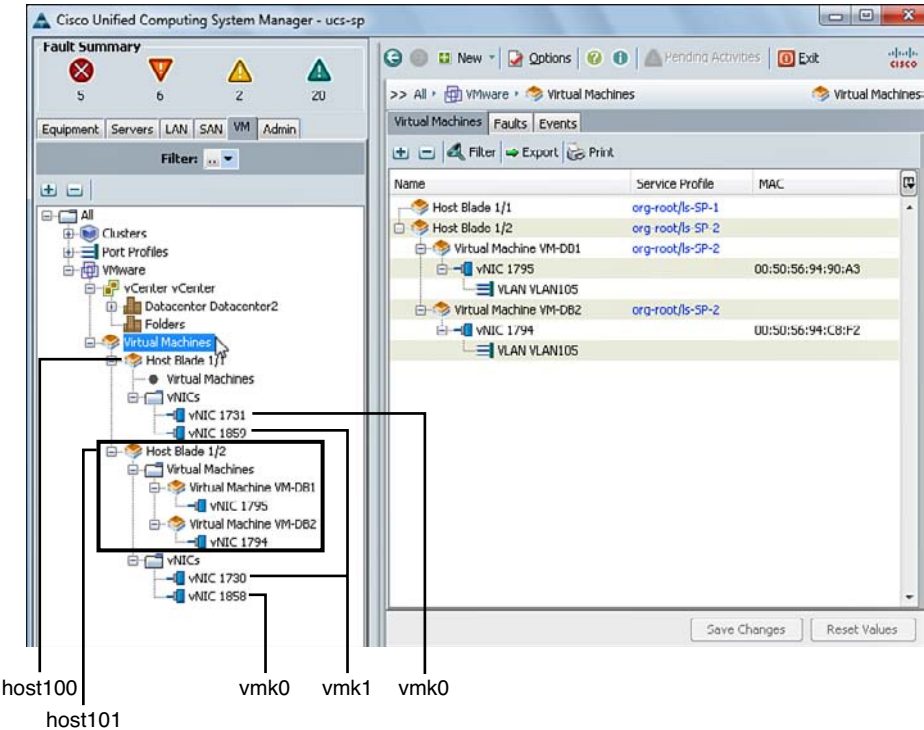 Cisco Unified Computing System Manager - ucs-sp
Fault Summary
5 6 2 20
Equipment Servers LAN SAN VM Admin
Filter: ..
All
Clusters
Port Profiles
VMware
vCenter vCenter
Datacenter Datacenter2
Folders
Virtual Machines
Host Blade 1/1
Virtual Machines
vNICs
vNIC 1731
vNIC 1859
Host Blade 1/2
Virtual Machines
Virtual Machine VM-DB1
vNIC 1795
Virtual Machine VM-DB2
vNIC 1794
vNICs
vNIC 1730
vNIC 1858
New Options Pending Activities Exit
cisco
>> All VMware Virtual Machines Virtual Machines
Virtual Machines Faults Events
Filter Export Print
Name Service Profile MAC
Host Blade 1/1 org-root/ls-SP-1
Host Blade 1/2 org-root/ls-SP-2
Virtual Machine VM-DB1 org-root/ls-SP-2
vNIC 1795 00:50:56:94:90:A3
VLAN VLAN105
Virtual Machine VM-DB2 org-root/ls-SP-2
vNIC 1794 00:50:56:94:C8:F2
VLAN VLAN105
Save Changes Reset Values
host100 vmk0 vmk1 vmk0
host101